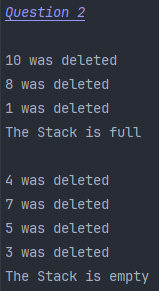 Question 2
10 was deleted
8 was deleted
1 was deleted
The Stack is full
4 was deleted
7 was deleted
5 was deleted
3 was deleted
The Stack is empty